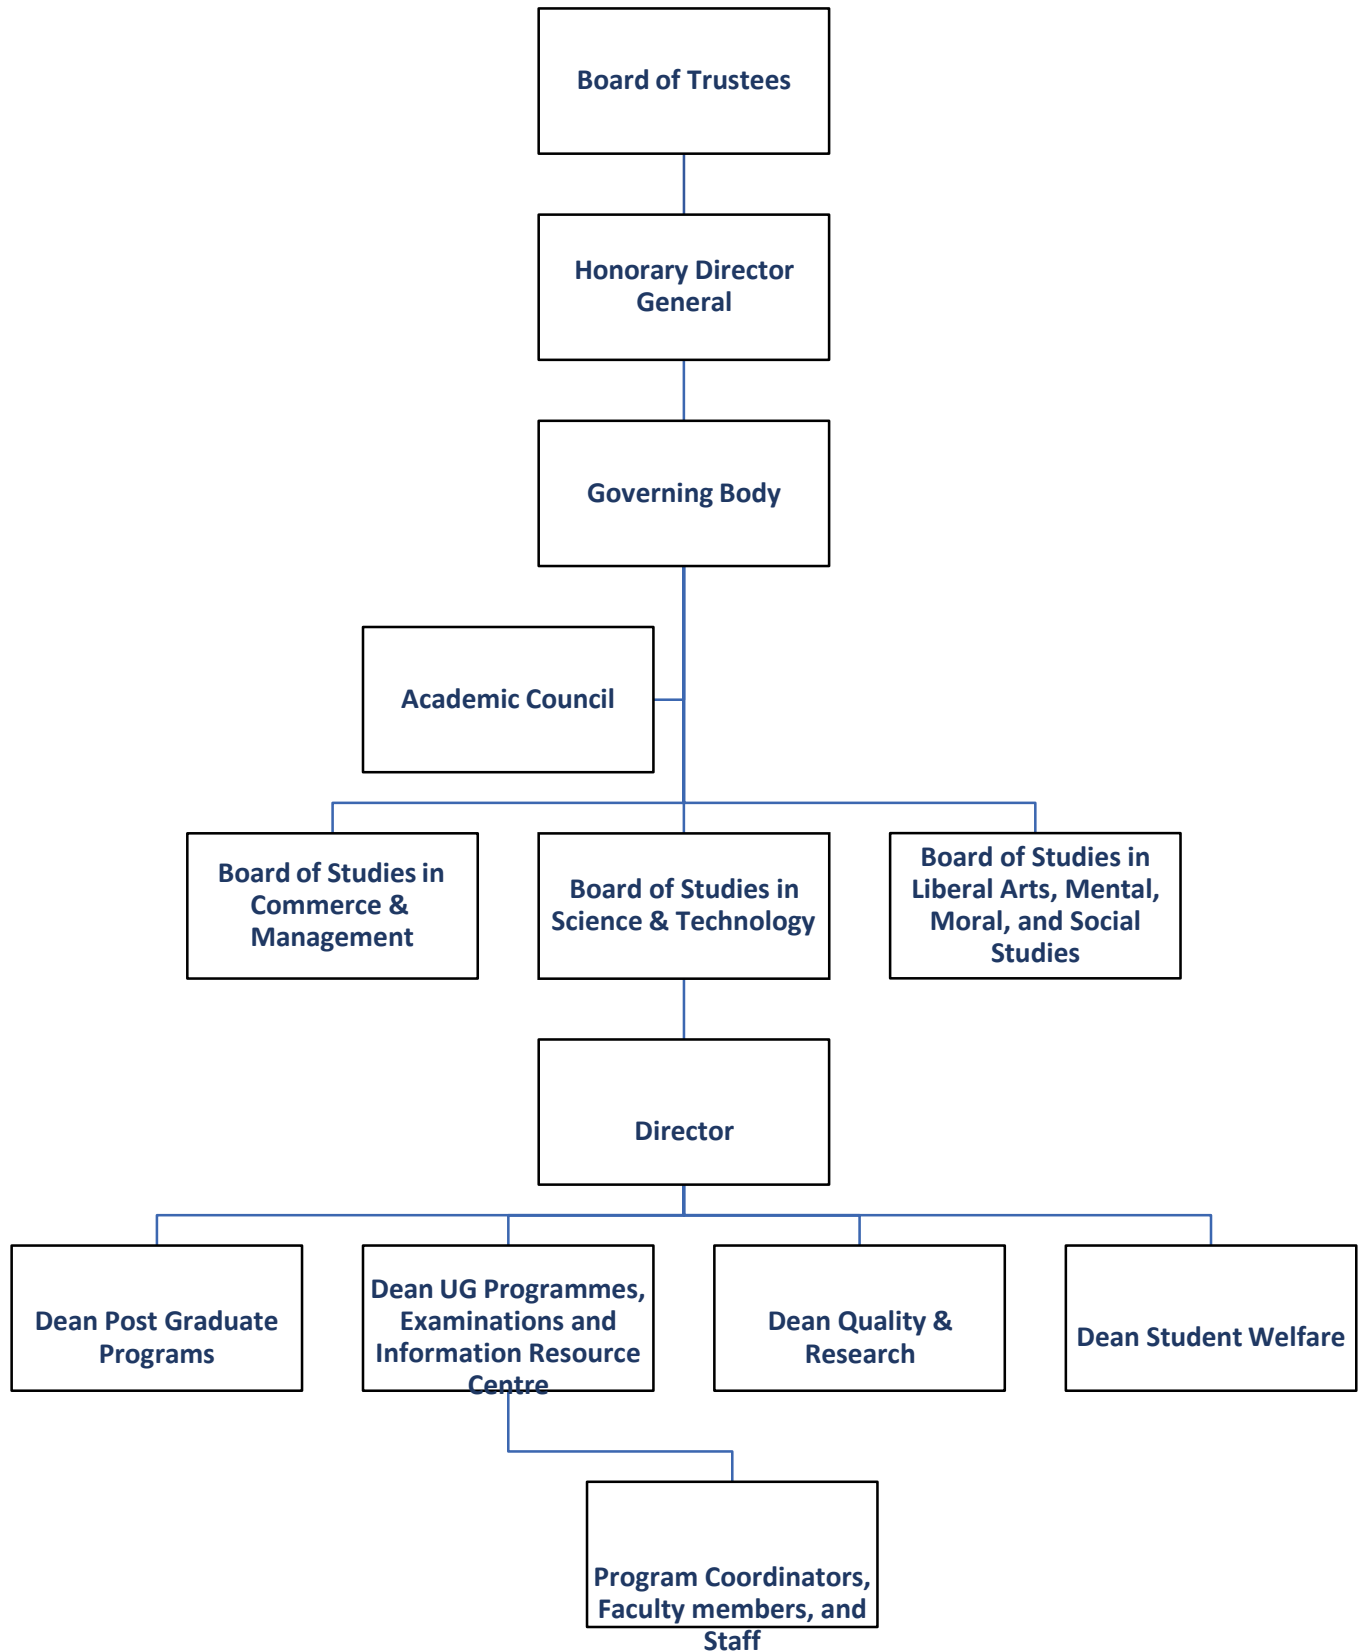 Board of Trustees
Honorary Director
General
Governing Body
Academic Council
Board of Studies in
Commerce &
Management
Board of Studies in
Science & Technology
Board of Studies in
Liberal Arts, Mental,
Moral, and Social
Studies
Director
Dean Post Graduate
Programs
Dean UG Programmes,
Examinations and
Information Resource
Centre
Dean Quality &
Research
Dean Student Welfare
Program Coordinators,
Faculty members, and
Staff